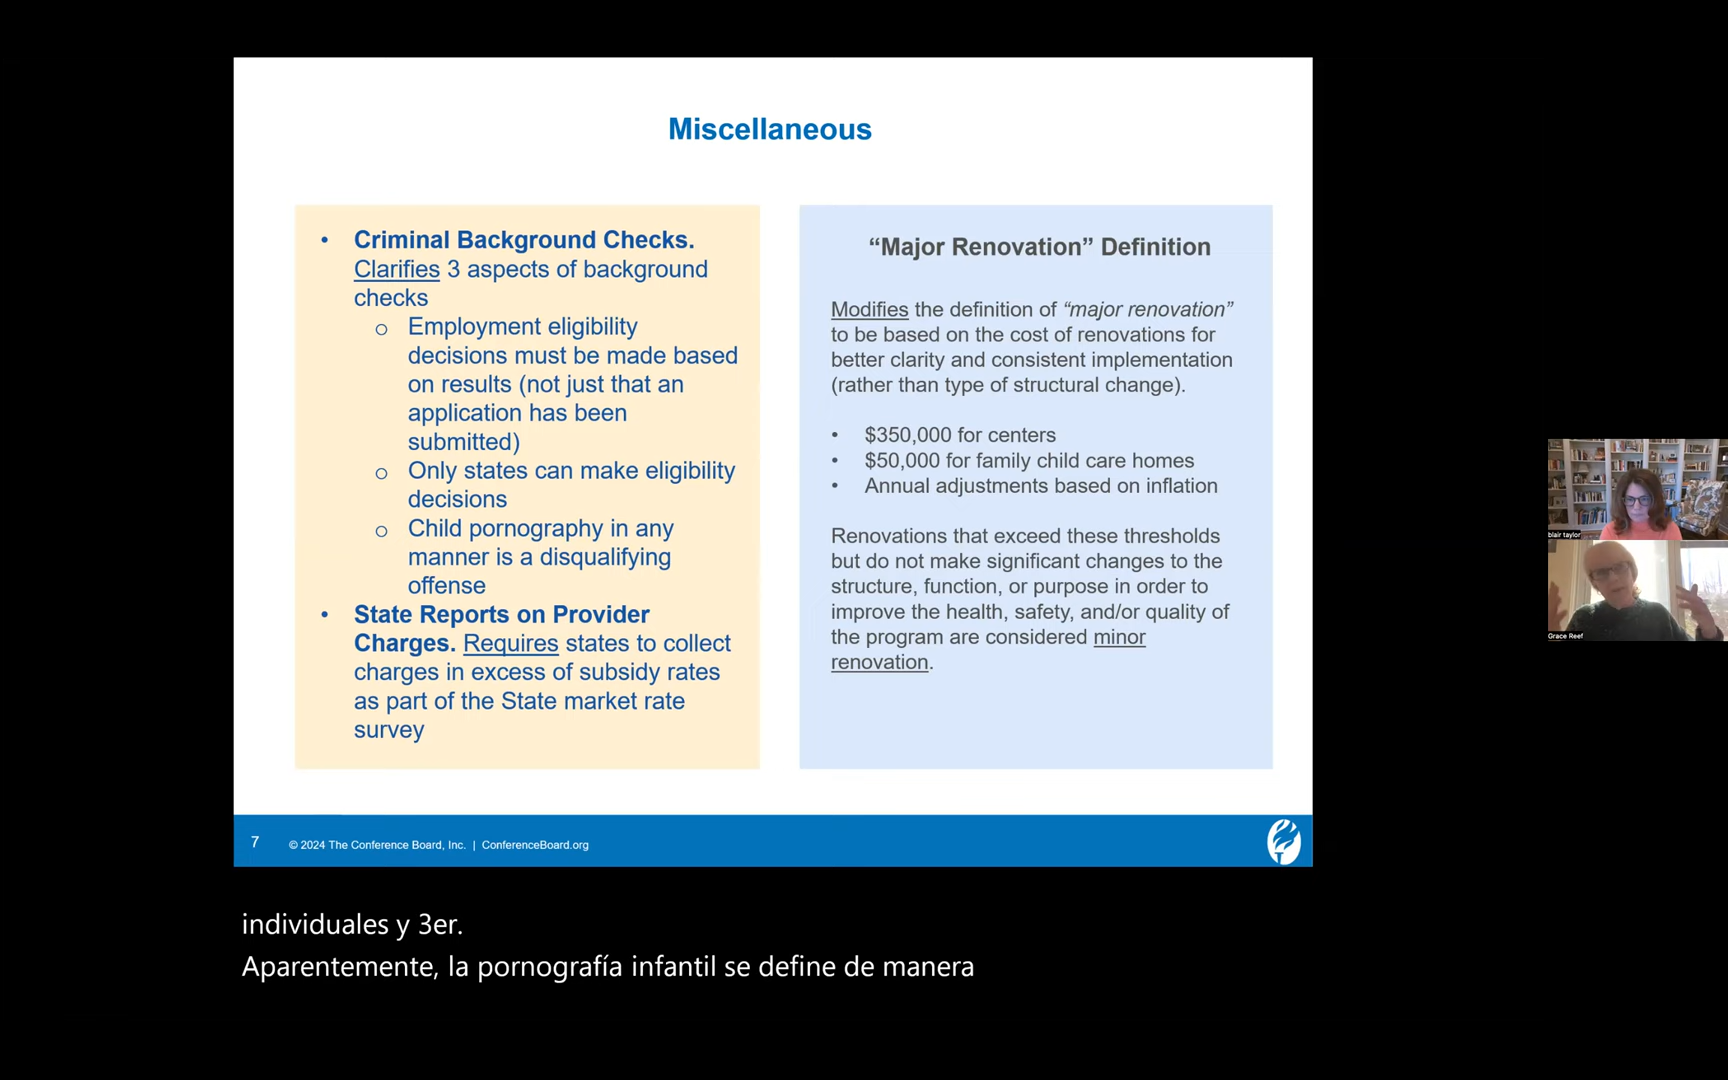 Miscellaneous
• Criminal Background Checks.
Clarifies 3 aspects of background
checks
o Employment eligibility
decisions must be made based
on results (not just that an
application has been
submitted)
o Only states can make eligibility
decisions
o Child pornography in any
manner is a disqualifying
offense
• State Reports on Provider
Charges. Requires states to collect
charges in excess of subsidy rates
as part of the State market rate
survey
“Major Renovation” Definition
Modifies the definition of “major renovation”
to be based on the cost of renovations for
better clarity and consistent implementation
(rather than type of structural change).
• $350,000 for centers
• $50,000 for family child care homes
• Annual adjustments based on inflation
Renovations that exceed these thresholds
but do not make significant changes to the
structure, function, or purpose in order to
improve the health, safety, and/or quality of
the program are considered minor
renovation.
7
© 2024 The Conference Board, Inc. | ConferenceBoard.org
blair taylor
Grace Reef
individuales y 3er.
Aparentemente, la pornografía infantil se define de manera